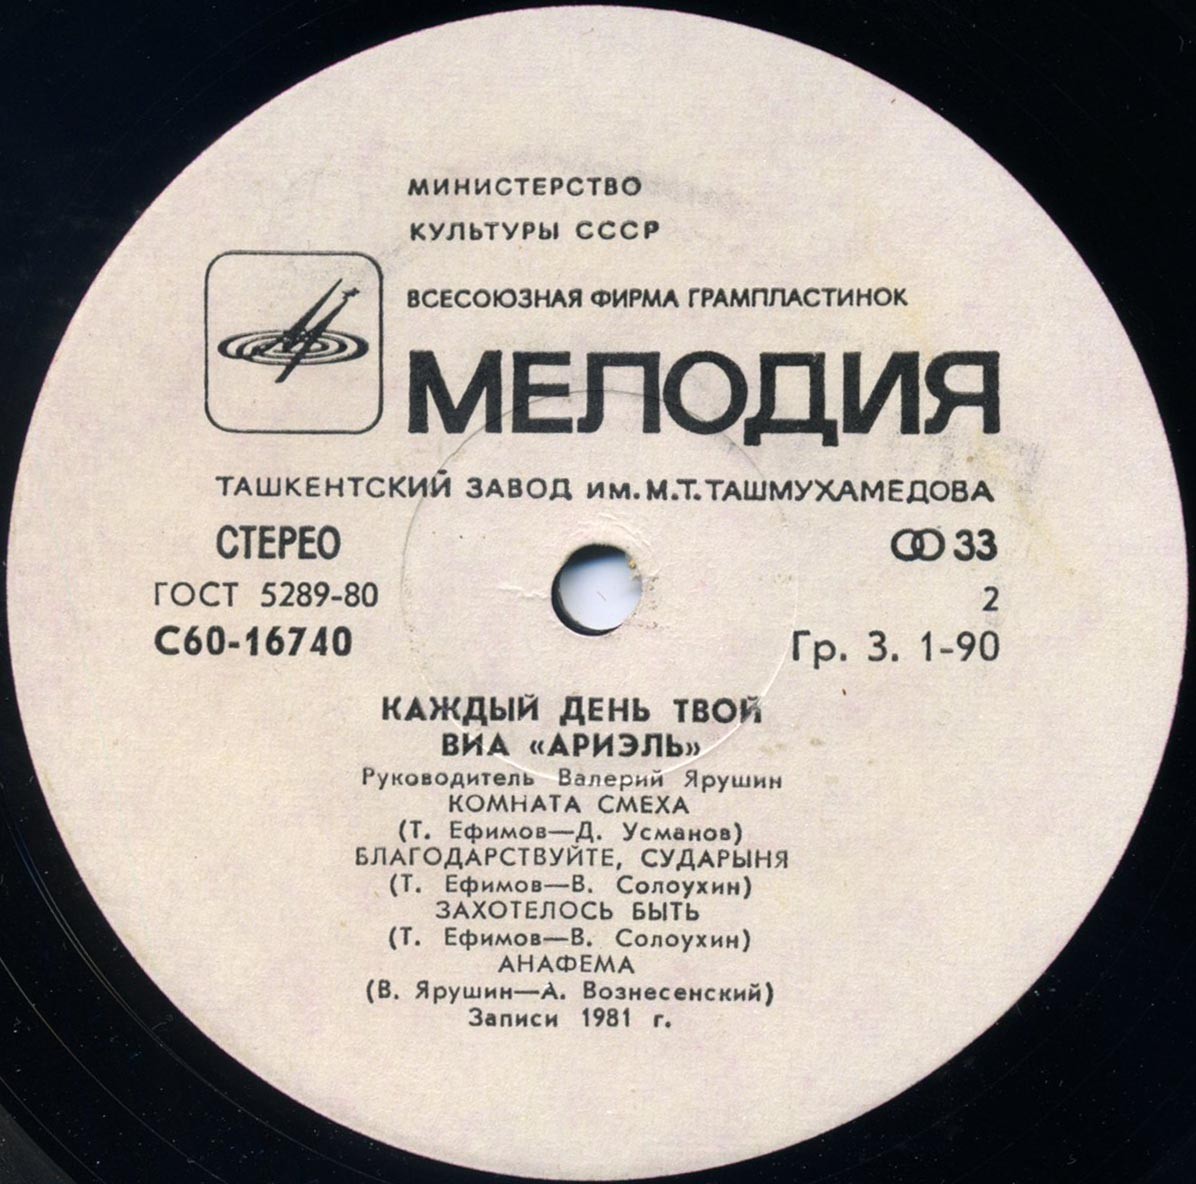 МИНИСТЕРСТВО
КУЛЬТУРЫ СССР
ВСЕСОЮЗНАЯ ФИРМА ГРАМПЛАСТИНОК
МЕЛОДИЯ
ТАШКЕНТСКИЙ ЗАВОД ИМ. М.Т. ТАШМУХАМЕДОВА
СТЕРЕО 33
ГОСТ 5289-80 2
С60-16740 Гр. 3. 1-90
КАЖДЫЙ ДЕНЬ ТВОЙ
ВИА «АРИЭЛЬ»
Руководитель Валерий Ярушин
КОМНАТА СМЕХА
(Т. Ефимов—Д. Усманов)
БЛАГОДАРСТВУЙТЕ, СУДАРЫНЯ
(Т. Ефимов—В. Солоухин)
ЗАХОТЕЛОСЬ БЫТЬ
(Т. Ефимов—В. Солоухин)
АНАФЕМА
(В. Ярушин—А. Вознесенский)
Записи 1981 г.